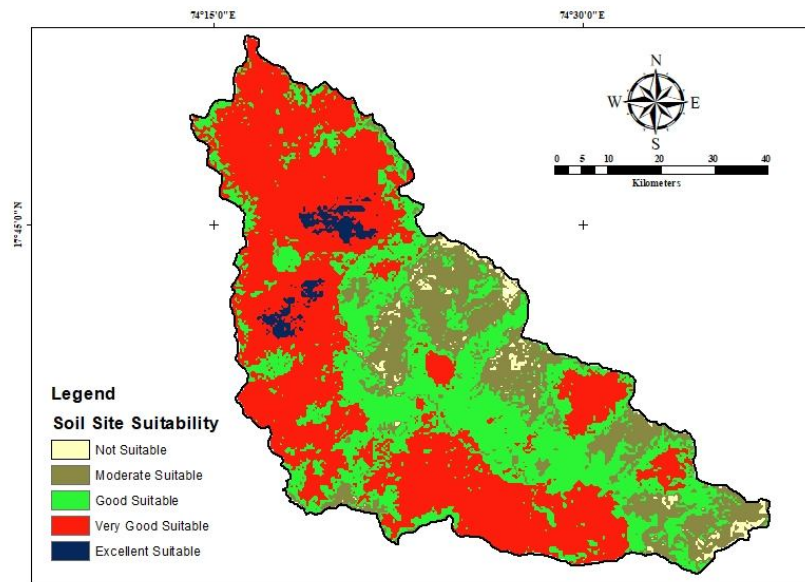 74°15'0"E 74°30'0"E
N
W E
S
0 5 10 20 30 40
Kilometers
17°45'0"N
Legend
Soil Site Suitability
Not Suitable
Moderate Suitable
Good Suitable
Very Good Suitable
Excellent Suitable